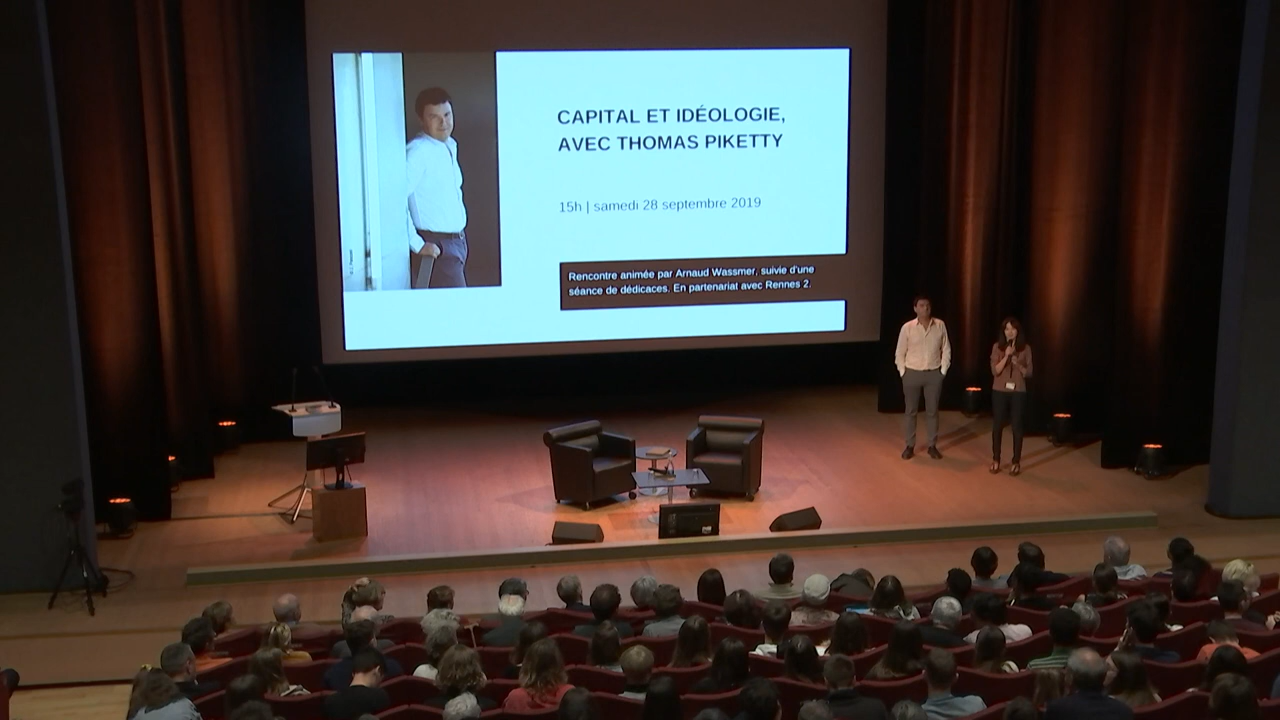 CAPITAL ET IDÉOLOGIE,
AVEC THOMAS PIKETTY
15h | samedi 28 septembre 2019
Rencontre animée par Arnaud Wassmer, suivie d'une
séance de dédicaces. En partenariat avec Rennes 2.